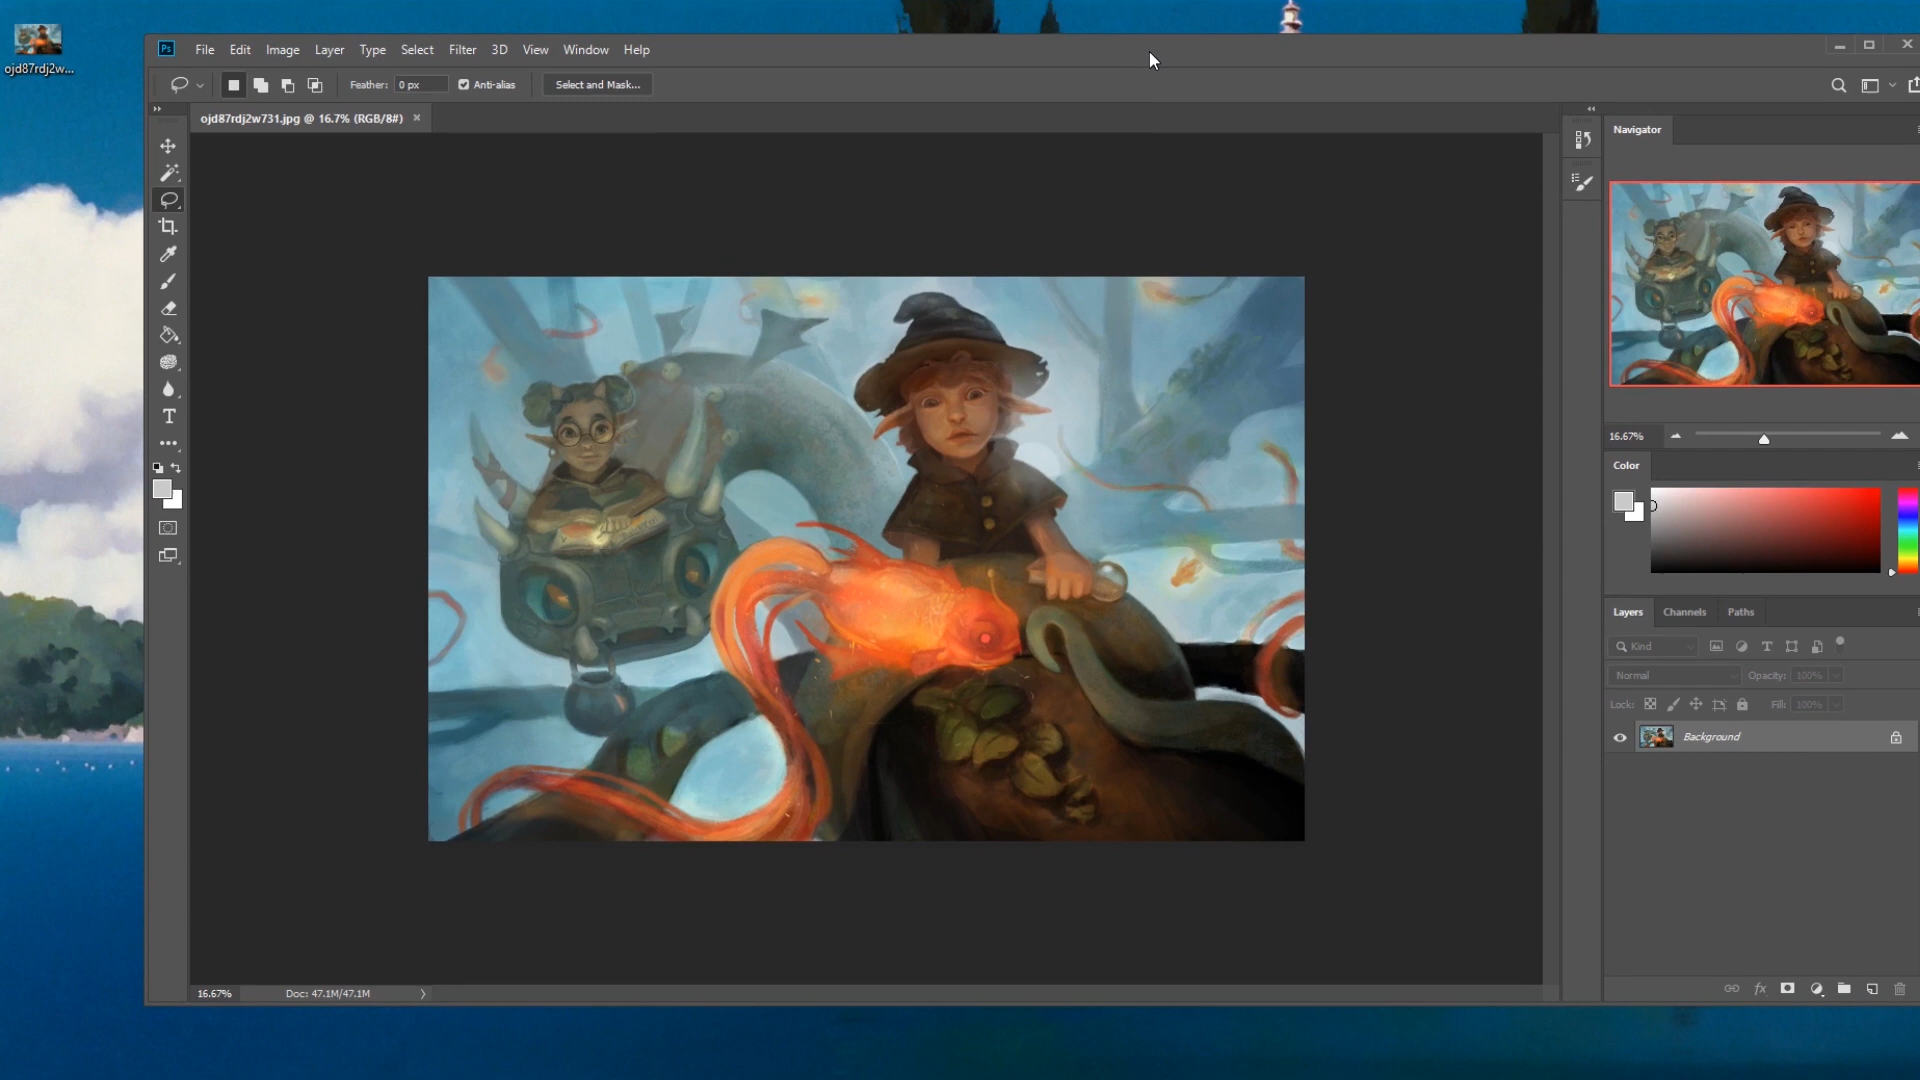 ojd87rdj2w...
Ps File Edit Image Layer Type Select Filter 3D View Window Help
Feather: 0 px Anti-alias Select and Mask...
ojd87rdj2w731.jpg @ 16.7% (RGB/8#) ×
Navigator
16.67%
Color
Layers Channels Paths
Kind
Normal Opacity: 100%
Lock: Fill: 100%
Background
fx
16.67% Doc: 47.1M/47.1M